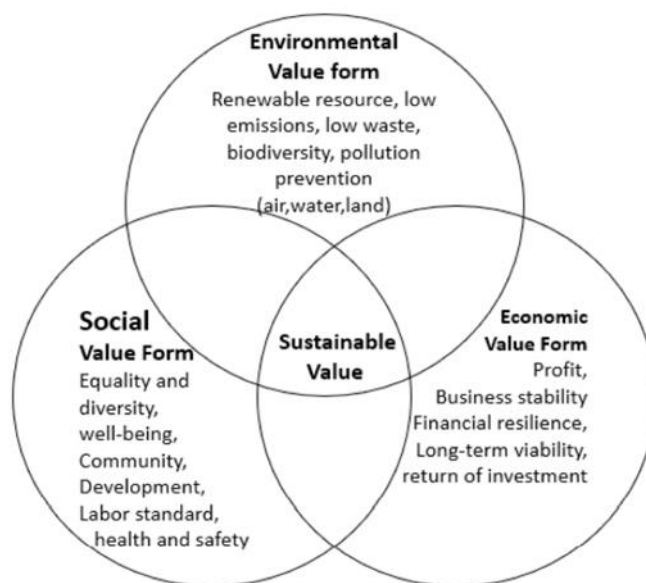 Environmental
Value form
Renewable resource, low
emissions, low waste,
biodiversity, pollution
prevention
(air,water,land)
Social
Value Form
Equality and
diversity,
well-being,
Community,
Development,
Labor standard,
health and safety
Sustainable
Value
Economic
Value Form
Profit,
Business stability
Financial resilience,
Long-term viability,
return of investment